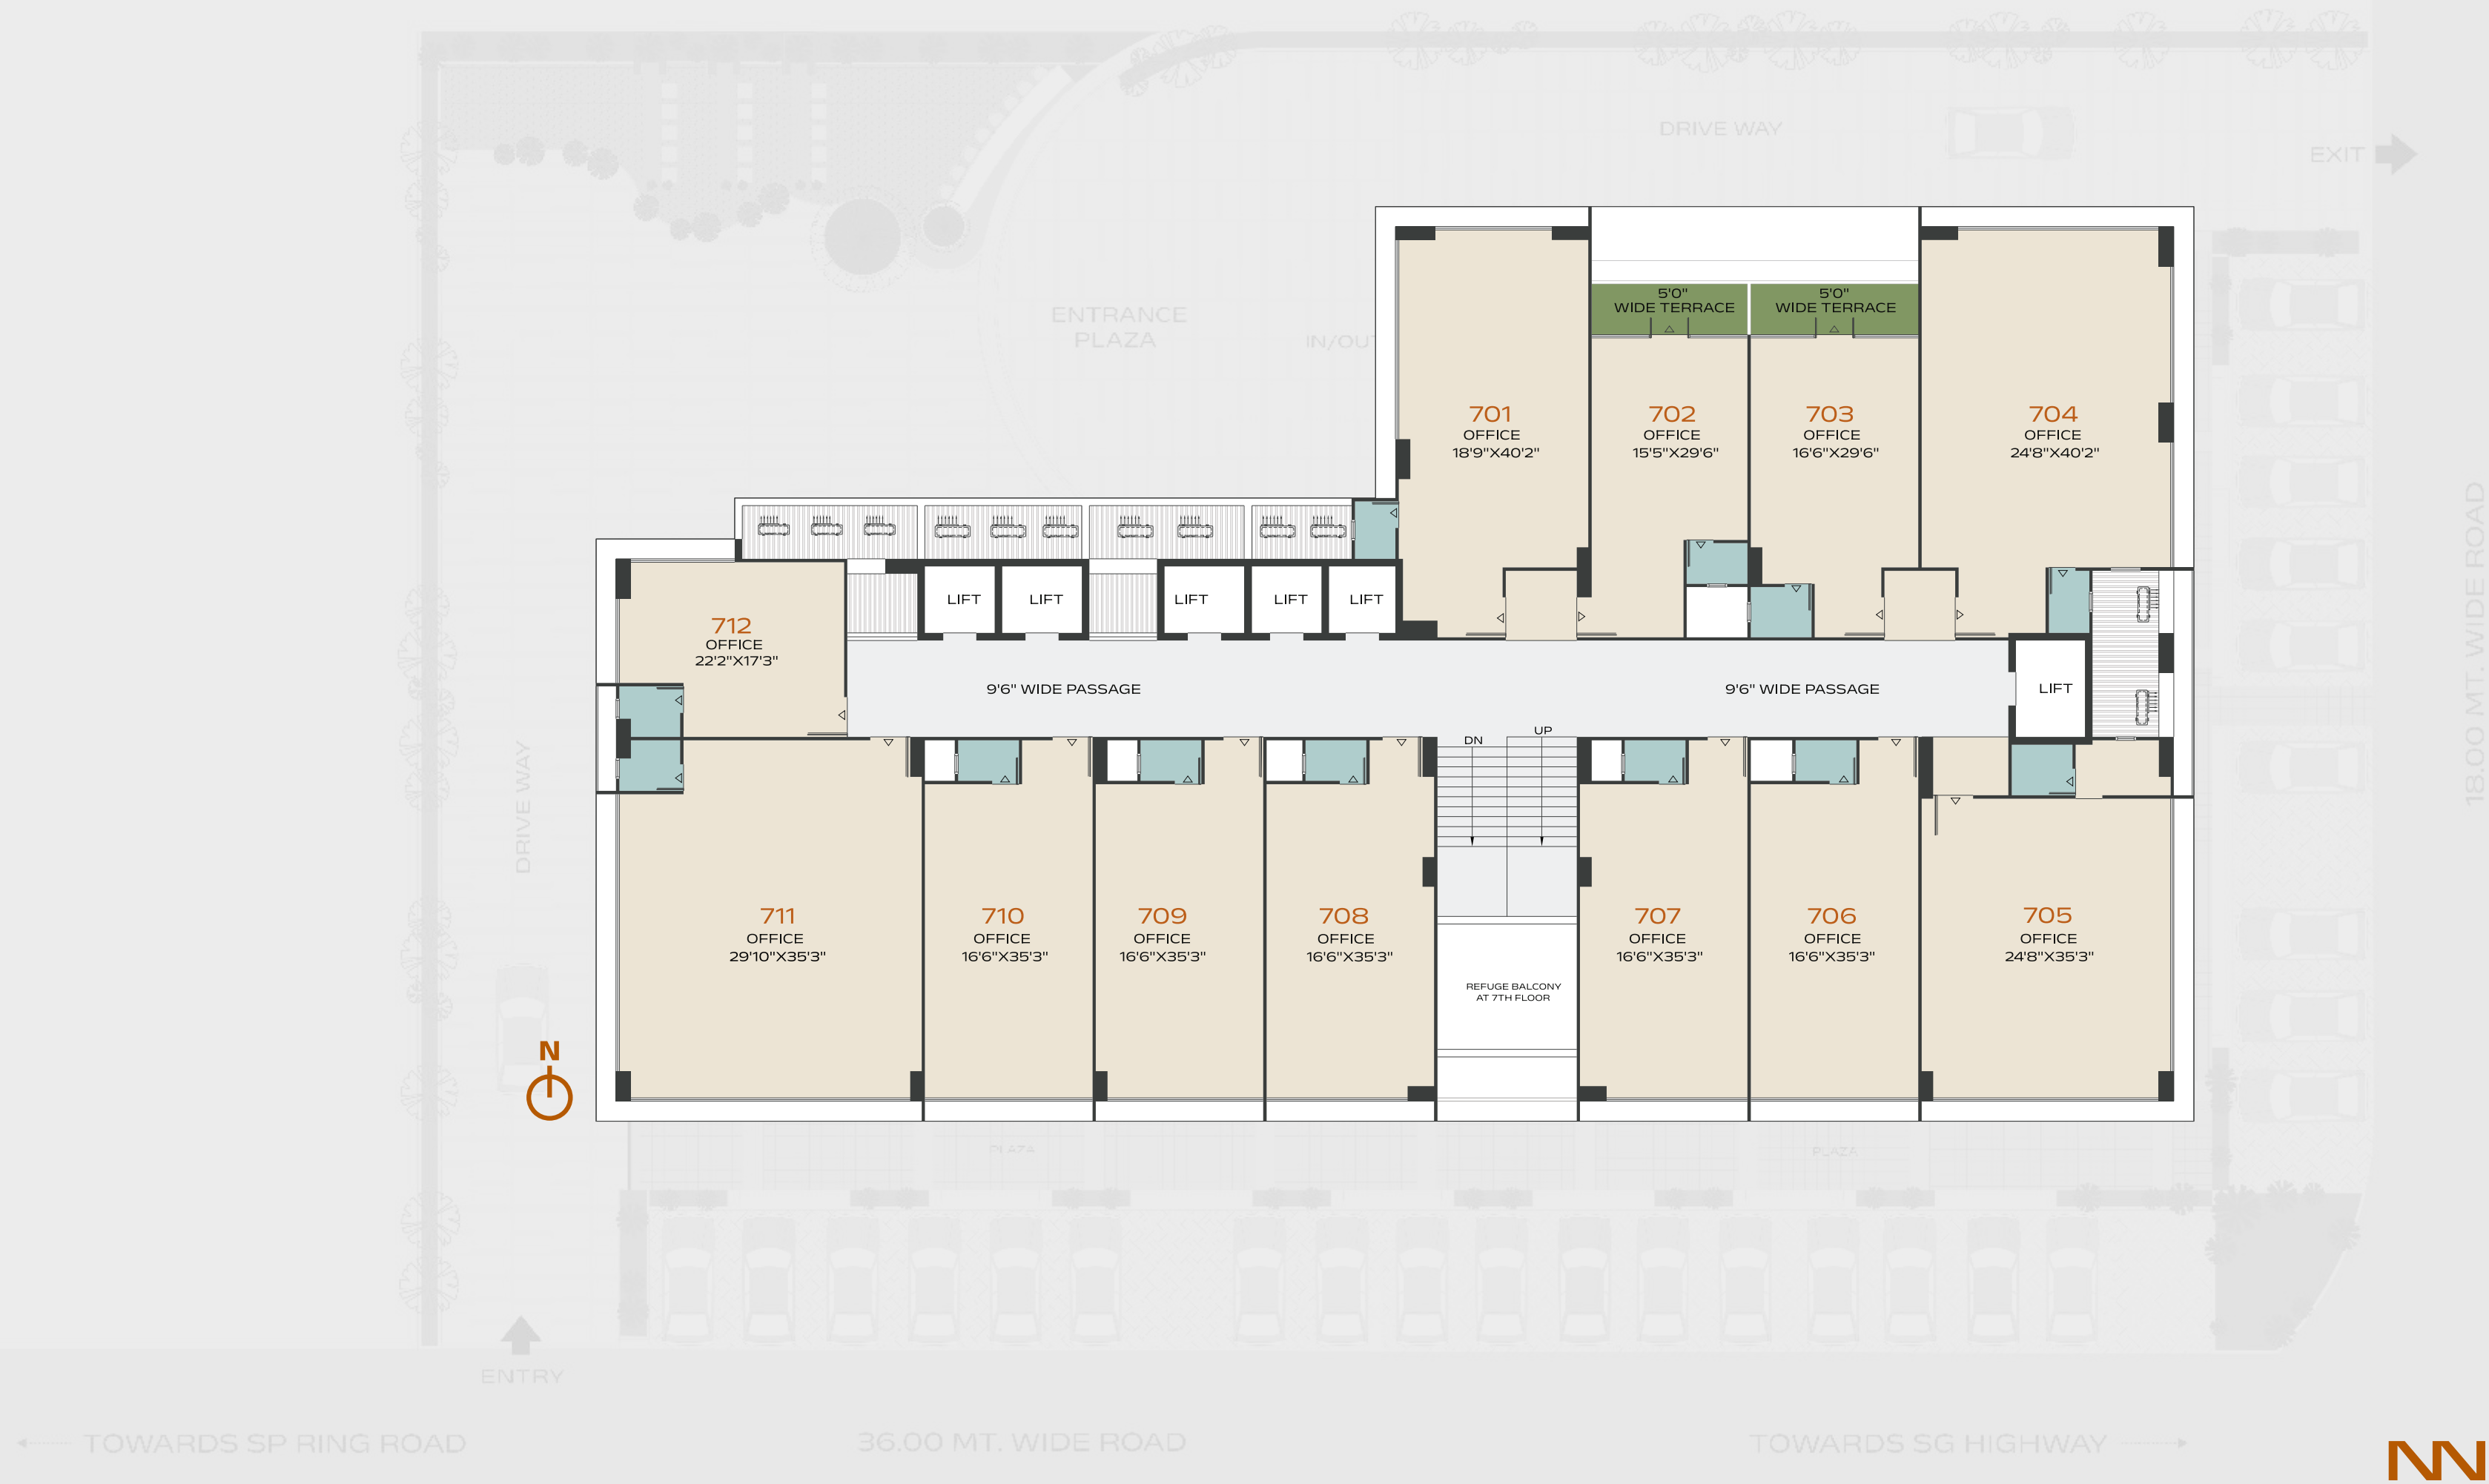 DRIVE WAY
EXIT
5'0"
WIDE TERRACE
5'0"
WIDE TERRACE
ENTRANCE
PLAZA
IN/OUT
701
OFFICE
18'9"X40'2"
702
OFFICE
15'5"X29'6"
703
OFFICE
16'6"X29'6"
704
OFFICE
24'8"X40'2"
18.00 MT. WIDE ROAD
LIFT
LIFT
LIFT
LIFT
LIFT
712
OFFICE
22'2"X17'3"
9'6" WIDE PASSAGE
9'6" WIDE PASSAGE
LIFT
DN
UP
DRIVE WAY
711
OFFICE
29'10"X35'3"
710
OFFICE
16'6"X35'3"
709
OFFICE
16'6"X35'3"
708
OFFICE
16'6"X35'3"
707
OFFICE
16'6"X35'3"
706
OFFICE
16'6"X35'3"
705
OFFICE
24'8"X35'3"
REFUGE BALCONY
AT 7TH FLOOR
N
PLAZA
PLAZA
ENTRY
TOWARDS SP RING ROAD
36.00 MT. WIDE ROAD
TOWARDS SG HIGHWAY